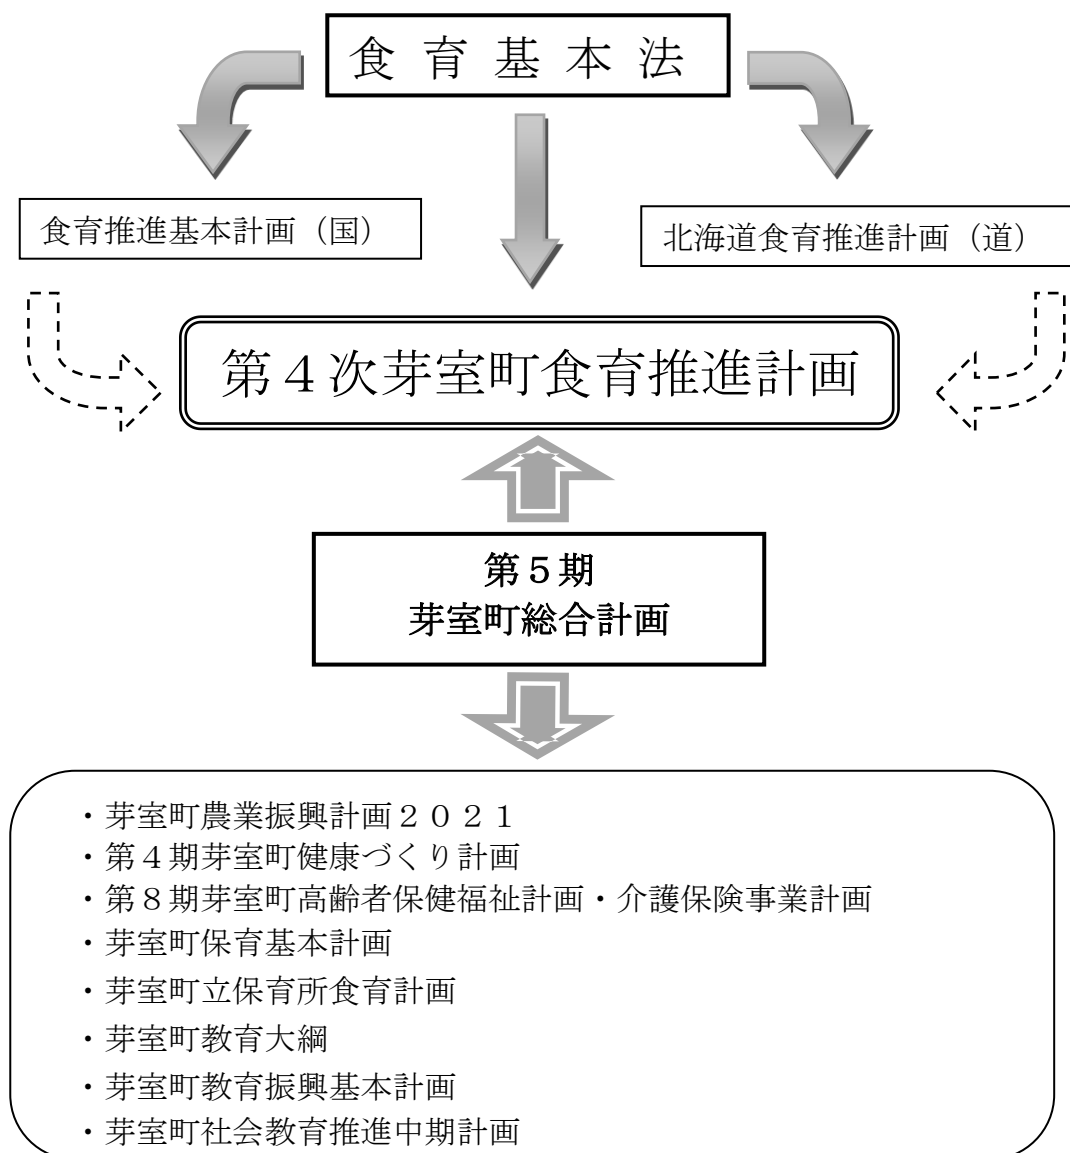 食育基本法
食育推進基本計画（国）
北海道食育推進計画（道）
第４次芽室町食育推進計画
第５期
芽室町総合計画
・芽室町農業振興計画２０２１
・第４期芽室町健康づくり計画
・第８期芽室町高齢者保健福祉計画・介護保険事業計画
・芽室町保育基本計画
・芽室町立保育所食育計画
・芽室町教育大綱
・芽室町教育振興基本計画
・芽室町社会教育推進中期計画